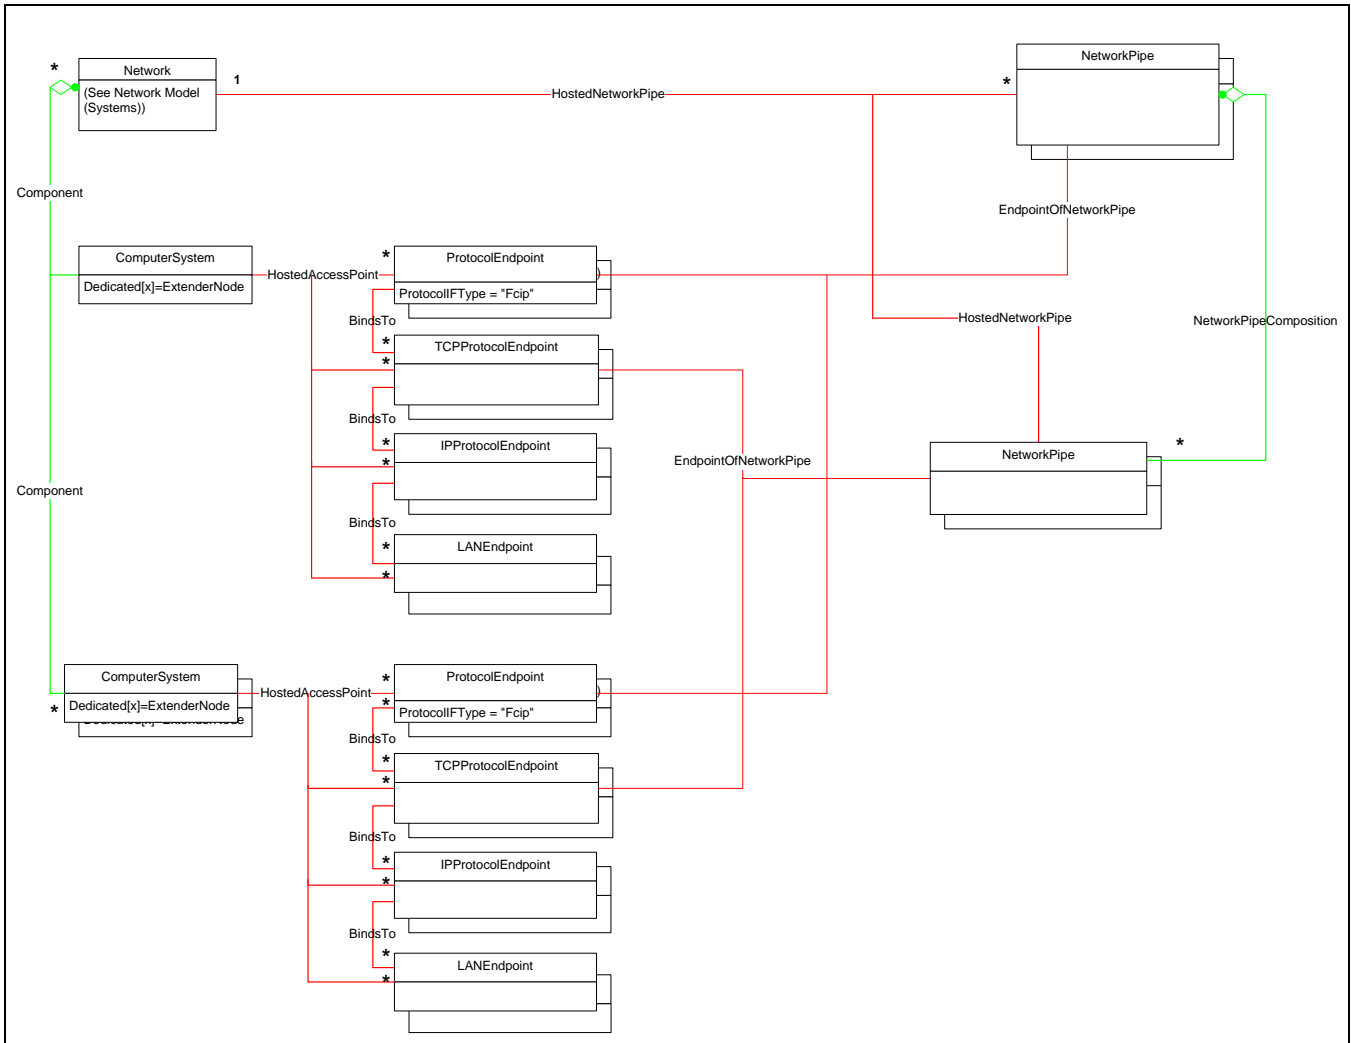 NetworkPipe
*
Network
1
*
(See Network Model
(Systems))
HostedNetworkPipe
Component
EndpointOfNetworkPipe
ComputerSystem
*
ProtocolEndpoint
Dedicated[x]=ExtenderNode
HostedAccessPoint
ProtocolIFType = "Fcip"
BindsTo
HostedNetworkPipe
NetworkPipeComposition
*
TCPProtocolEndpoint
*
BindsTo
*
IPProtocolEndpoint
*
EndpointOfNetworkPipe
NetworkPipe
*
Component
BindsTo
*
LANEndpoint
*
ComputerSystem
*
ProtocolEndpoint
HostedAccessPoint
*
Dedicated[x]=ExtenderNode
*
ProtocolIFType = "Fcip"
Dedicated[x]=ExtenderNode
BindsTo
*
TCPProtocolEndpoint
*
BindsTo
*
IPProtocolEndpoint
*
BindsTo
*
LANEndpoint
*